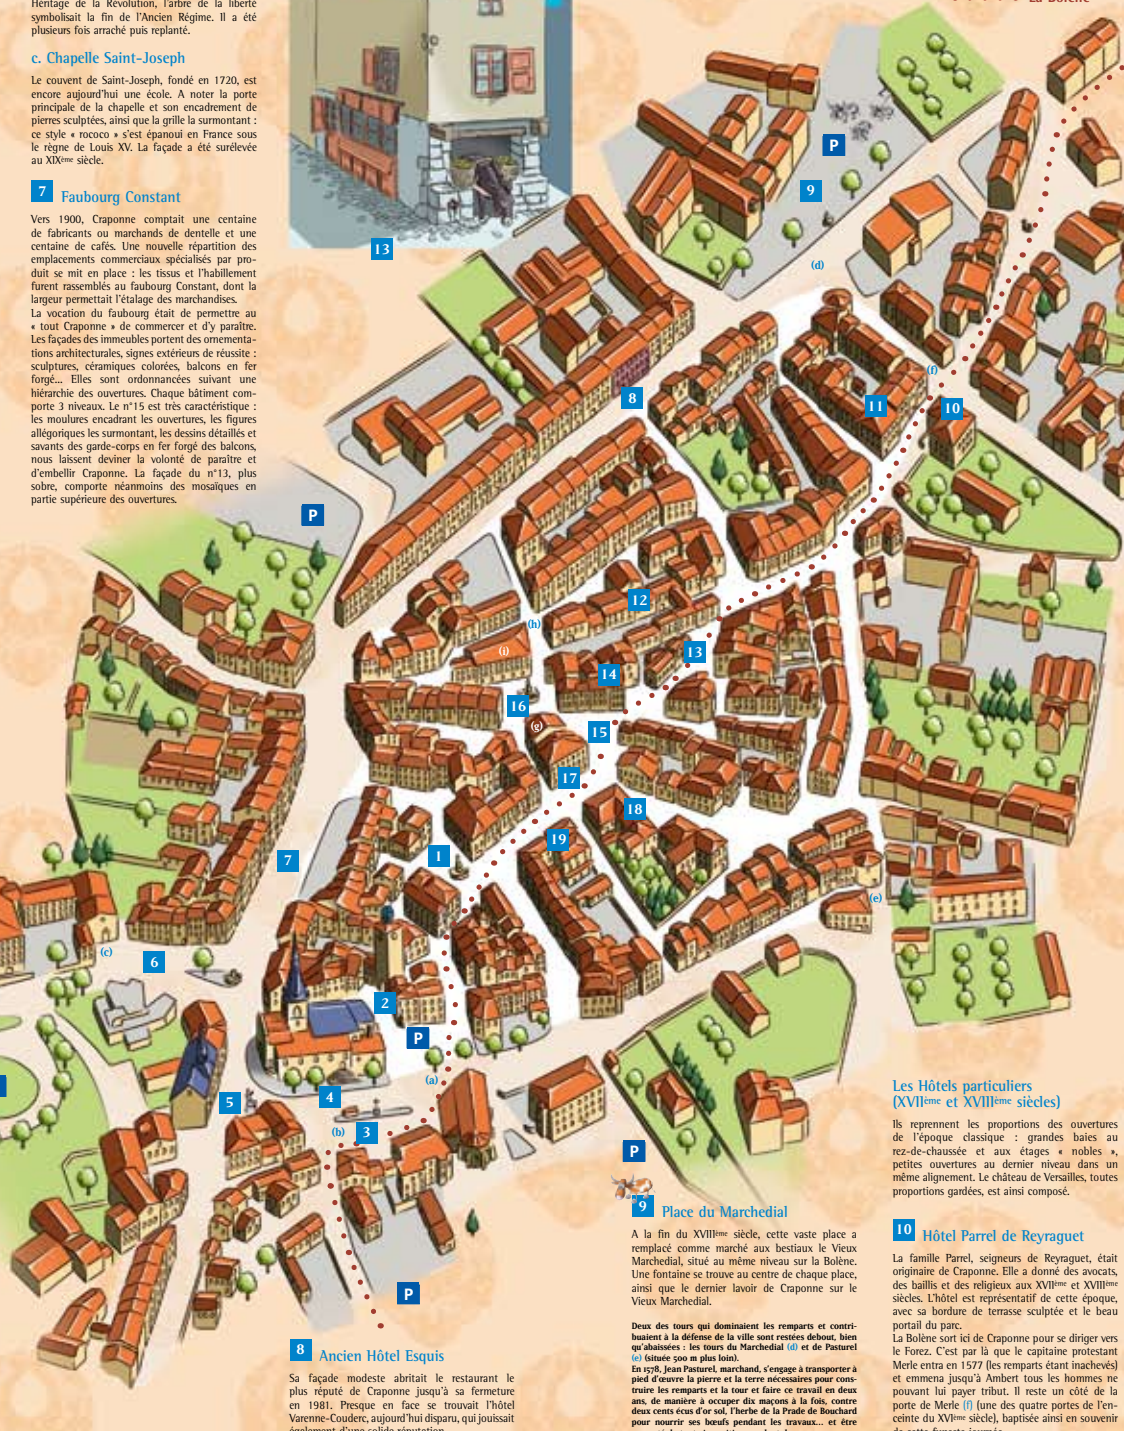 Héritage de la Révolution, l'arbre de la liberté
symbolisait la fin de l'Ancien Régime. Il a été
plusieurs fois arraché puis replanté.
c. Chapelle Saint-Joseph
Le couvent de Saint-Joseph, fondé en 1720, est
encore aujourd'hui une école. A noter la porte
principale de la chapelle et son encadrement de
pierres sculptées, ainsi que la grille la surmontant :
ce style « rococo » s'est épanoui en France sous
le règne de Louis XV. La façade a été surélevée
au XIXème siècle.
7 Faubourg Constant
Vers 1900, Craponne comptait une centaine
de fabricants ou marchands de dentelle et une
centaine de cafés. Une nouvelle répartition des
emplacements commerciaux spécialisés par pro-
duit se mit en place : les tissus et l'habillement
furent rassemblés au faubourg Constant, dont la
largeur permettait l'étalage des marchandises.
La vocation du faubourg était de permettre au
« tout Craponne » de commercer et d'y paraître.
Les façades des immeubles portent des ornementa-
tions architecturales, signes extérieurs de réussite :
sculptures, céramiques colorées, balcons en fer
forgé... Elles sont ordonnancées suivant une
hiérarchie des ouvertures. Chaque bâtiment com-
porte 3 niveaux. Le n°15 est très caractéristique :
les moulures encadrant les ouvertures, les figures
allégoriques les surmontant, les dessins détaillés et
savants des garde-corps en fer forgé des balcons,
nous laissent deviner la volonté de paraître et
d'embellir Craponne. La façade du n°13, plus
sobre, comporte néanmoins des mosaïques en
partie supérieure des ouvertures.
La Bolène
P
9
13
(d)
(f)
8
11
10
P
12
(h)
(i)
13
14
16
(g)
15
17
18
19
1
7
(e)
(c)
6
2
P
(a)
5
4
(b)
3
P
P
8 Ancien Hôtel Esquis
Sa façade modeste abritait le restaurant le
plus réputé de Craponne jusqu'à sa fermeture
en 1981. Presque en face se trouvait l'hôtel
Varenne-Couderc, aujourd'hui disparu, qui jouissait
également d'une solide réputation.
9 Place du Marchedial
A la fin du XVIIIème siècle, cette vaste place a
remplacé comme marché aux bestiaux le Vieux
Marchedial, situé au même niveau sur la Bolène.
Une fontaine se trouve au centre de chaque place,
ainsi que le dernier lavoir de Craponne sur le
Vieux Marchedial.
Deux des tours qui dominaient les remparts et contri-
buaient à la défense de la ville sont restées debout, bien
qu'abaissées : les tours du Marchedial (d) et de Pasturel
(e) (située 500 m plus loin).
En 1578, Jean Pasturel, marchand, s'engage à transporter à
pied d'œuvre la pierre et la terre nécessaires pour cons-
truire les remparts et la tour et faire ce travail en deux
ans, de manière à occuper dix maçons à la fois, contre
deux cents écus d'or sol, l'herbe de la Prade de Bouchard
pour nourrir ses bœufs pendant les travaux... et être
Les Hôtels particuliers
(XVIIème et XVIIIème siècles)
Ils reprennent les proportions des ouvertures
de l'époque classique : grandes baies au
rez-de-chaussée et aux étages « nobles »,
petites ouvertures au dernier niveau dans un
même alignement. Le château de Versailles, toutes
proportions gardées, est ainsi composé.
10 Hôtel Parrel de Reyraguet
La famille Parrel, seigneurs de Reyraguet, était
originaire de Craponne. Elle a donné des avocats,
des baillis et des religieux aux XVIIème et XVIIIème
siècles. L'hôtel est représentatif de cette époque,
avec sa bordure de terrasse sculptée et le beau
portail du parc.
La Bolène sort ici de Craponne pour se diriger vers
le Forez. C'est par là que le capitaine protestant
Merle entra en 1577 (les remparts étant inachevés)
et emmena jusqu'à Ambert tous les hommes ne
pouvant lui payer tribut. Il reste un côté de la
porte de Merle (f) (une des quatre portes de l'en-
ceinte du XVIème siècle), baptisée ainsi en souvenir